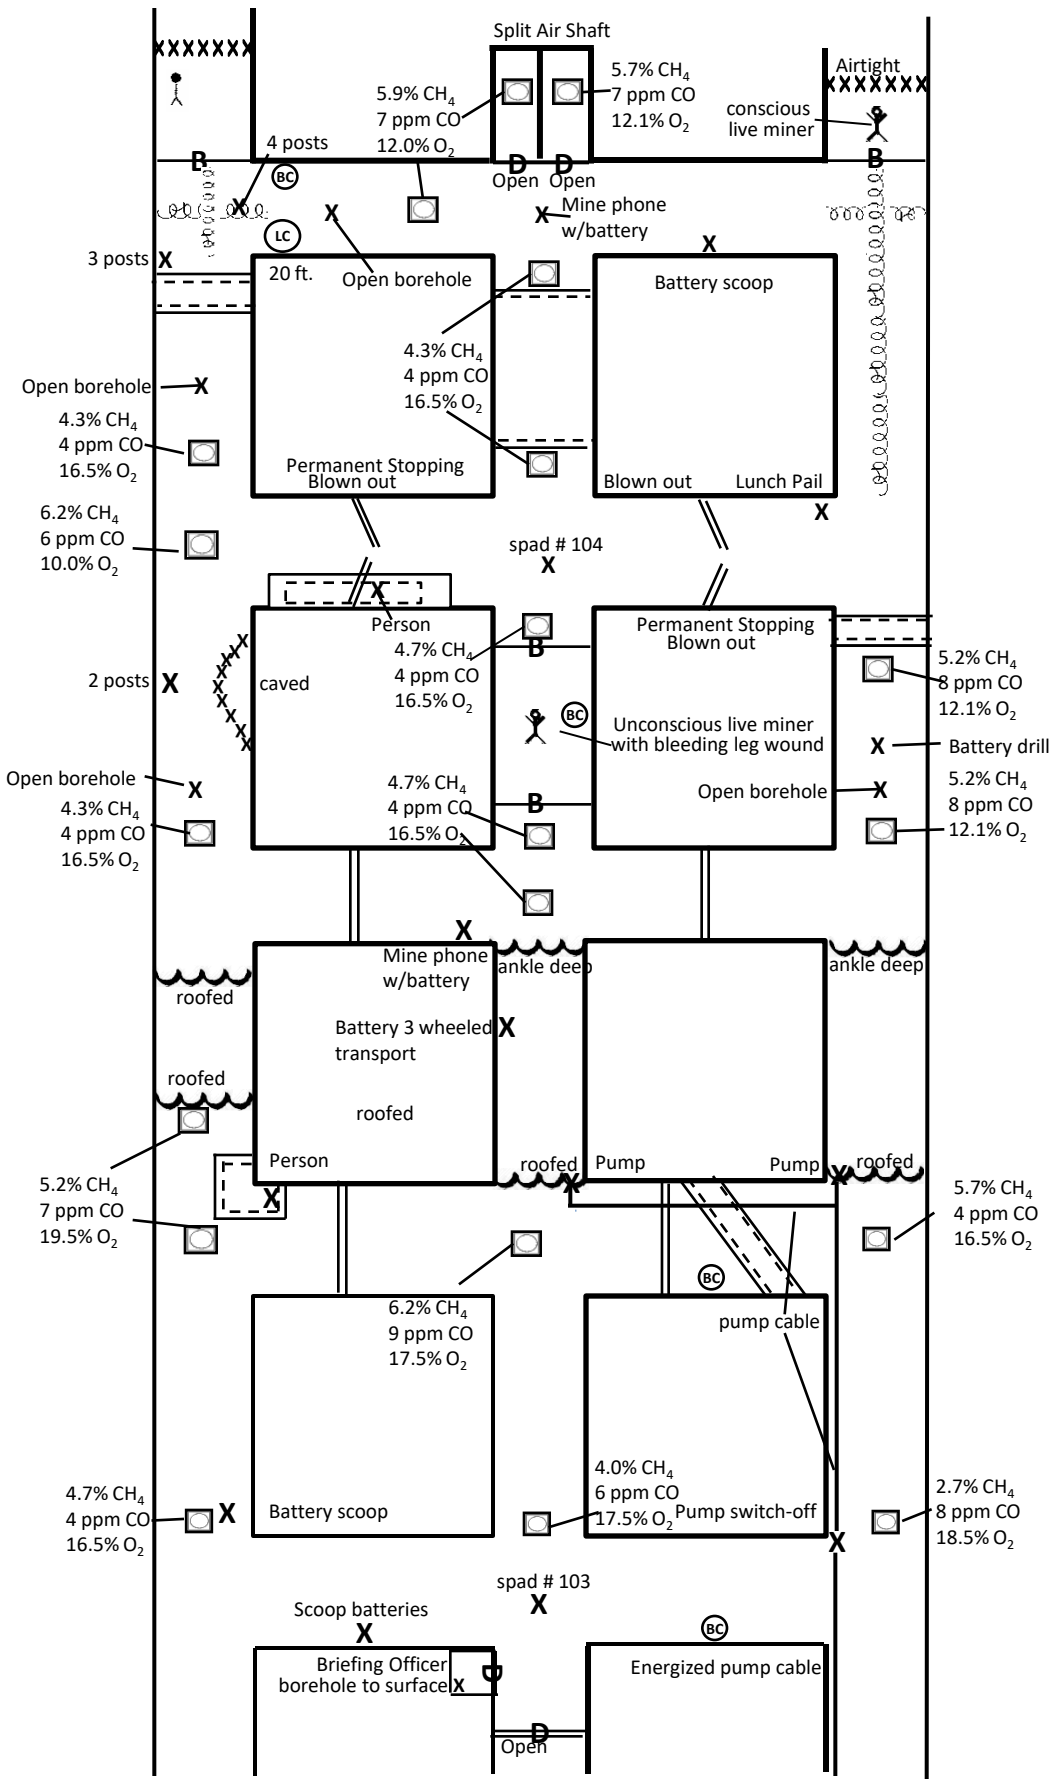 Split Air Shaft
5.9% CH4
7 ppm CO
12.0% O2
5.7% CH4
7 ppm CO
12.1% O2
Airtight
conscious
live miner
4 posts
B
BC
D
D
Open
Open
B
X
X
X
Mine phone
w/battery
LC
X
3 posts
X
20 ft.
Open borehole
Battery scoop
4.3% CH4
4 ppm CO
16.5% O2
Open borehole
X
4.3% CH4
4 ppm CO
16.5% O2
Permanent Stopping
Blown out
Blown out
Lunch Pail
X
6.2% CH4
6 ppm CO
10.0% O2
spad # 104
X
X
Person
4.7% CH4
4 ppm CO
16.5% O2
B
Permanent Stopping
Blown out
5.2% CH4
8 ppm CO
12.1% O2
2 posts
X
caved
BC
Unconscious live miner
with bleeding leg wound
X
Battery drill
Open borehole
X
4.3% CH4
4 ppm CO
16.5% O2
4.7% CH4
4 ppm CO
16.5% O2
B
Open borehole
X
5.2% CH4
8 ppm CO
12.1% O2
X
Mine phone
w/battery
ankle deep
ankle deep
roofed
Battery 3 wheeled
transport
X
roofed
roofed
Person
X
roofed
X
Pump
Pump
X
roofed
5.2% CH4
7 ppm CO
19.5% O2
5.7% CH4
4 ppm CO
16.5% O2
BC
6.2% CH4
9 ppm CO
17.5% O2
pump cable
4.7% CH4
4 ppm CO
16.5% O2
X
Battery scoop
4.0% CH4
6 ppm CO
17.5% O2
Pump switch-off
X
2.7% CH4
8 ppm CO
18.5% O2
spad # 103
X
Scoop batteries
X
BC
Briefing Officer
borehole to surface
X
D
Energized pump cable
D
Open